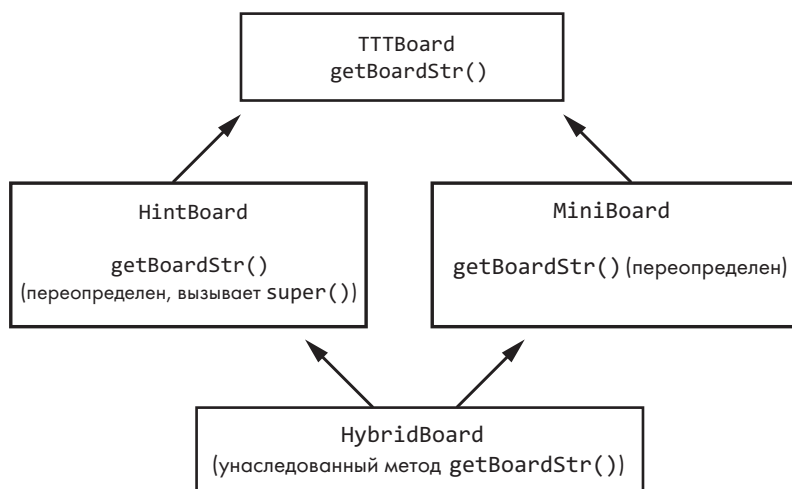 TTTBoard
getBoardStr()
HintBoard
getBoardStr()
(переопределен, вызывает super())
MiniBoard
getBoardStr() (переопределен)
HybridBoard
(унаследованный метод getBoardStr())